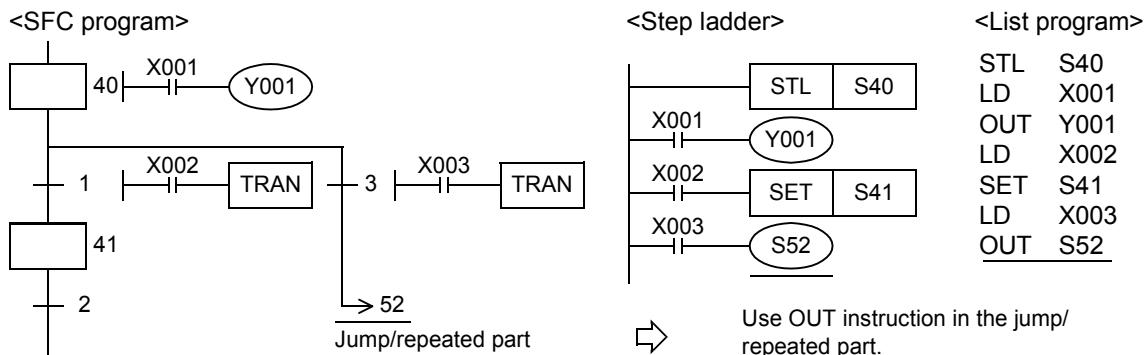 <SFC program>
40
X001
Y001
1
X002
TRAN
3
X003
TRAN
41
2
52
Jump/repeated part
<Step ladder>
STL S40
X001
Y001
X002
SET S41
X003
S52
Use OUT instruction in the jump/
repeated part.
<List program>
STL S40
LD X001
OUT Y001
LD X002
SET S41
LD X003
OUT S52